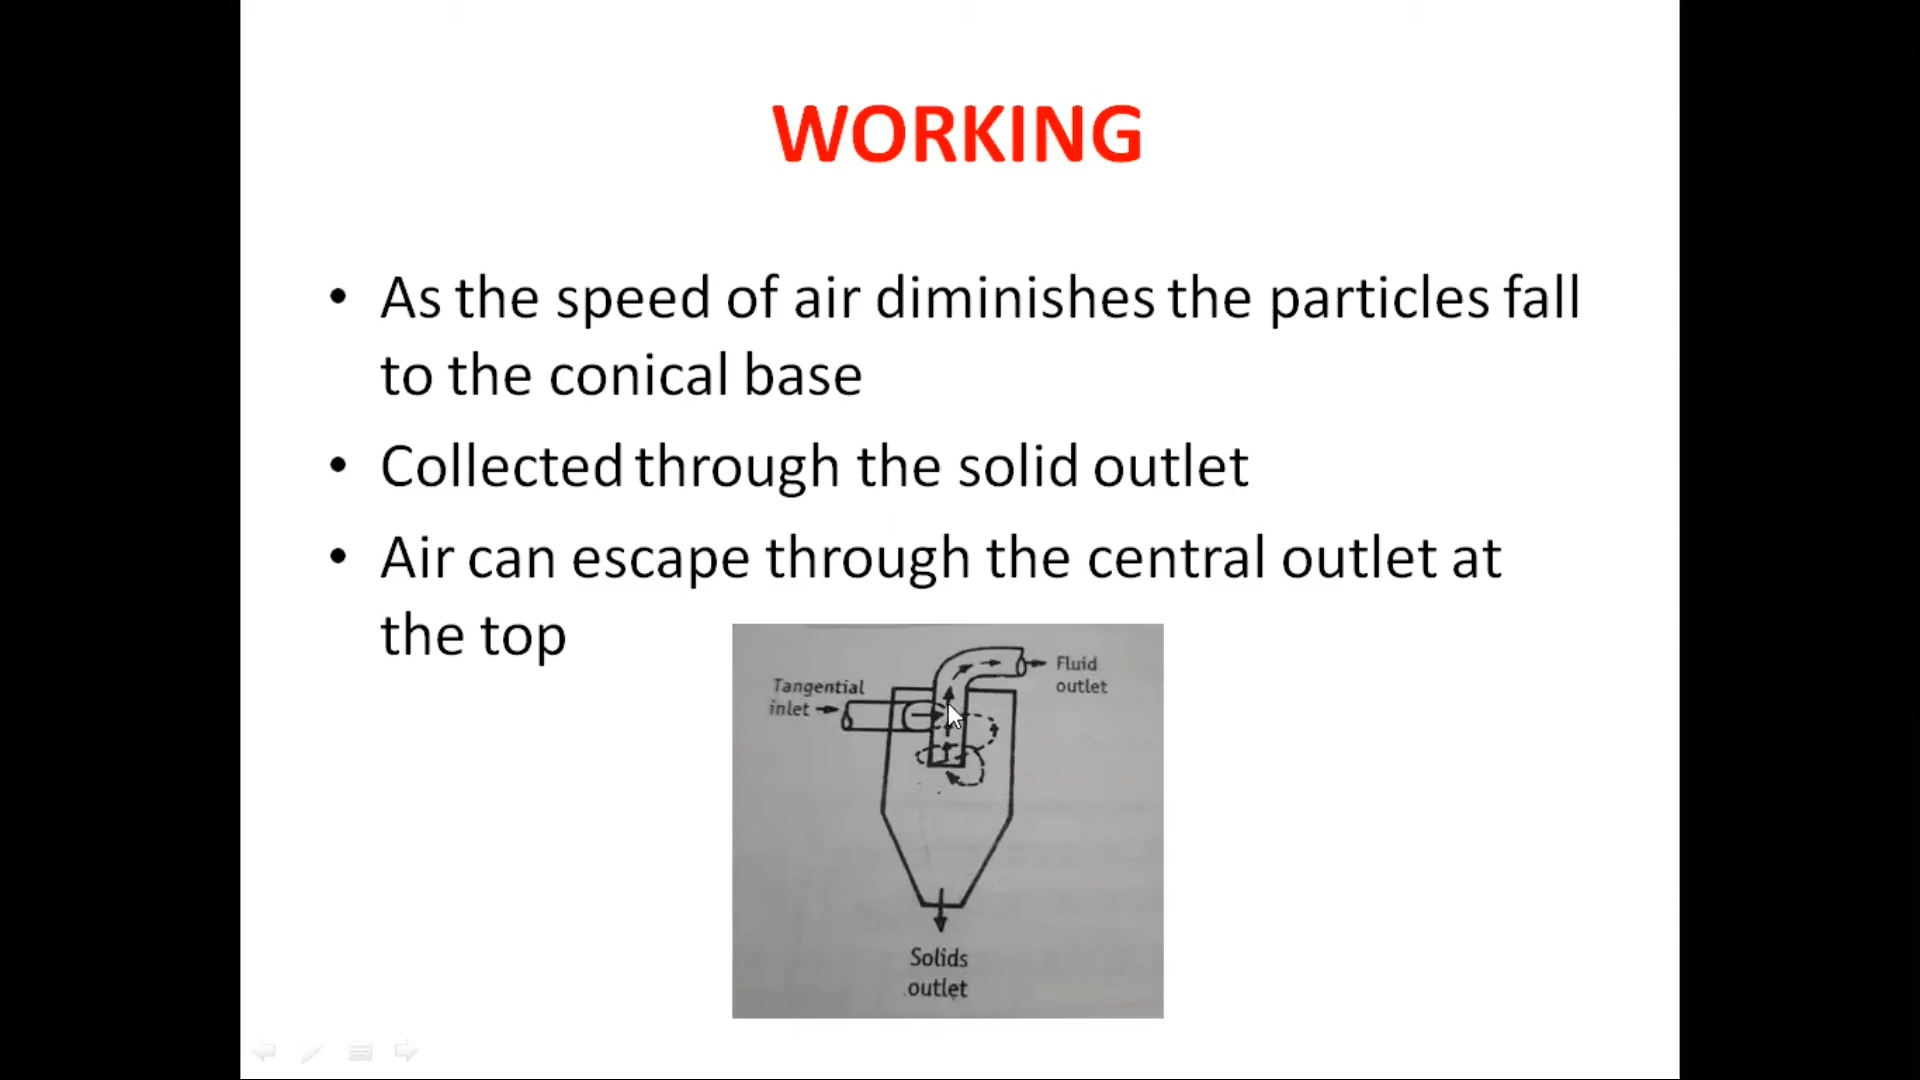 WORKING
• As the speed of air diminishes the particles fall
to the conical base
• Collected through the solid outlet
• Air can escape through the central outlet at
the top
Tangential
inlet
Fluid
outlet
Solids
outlet